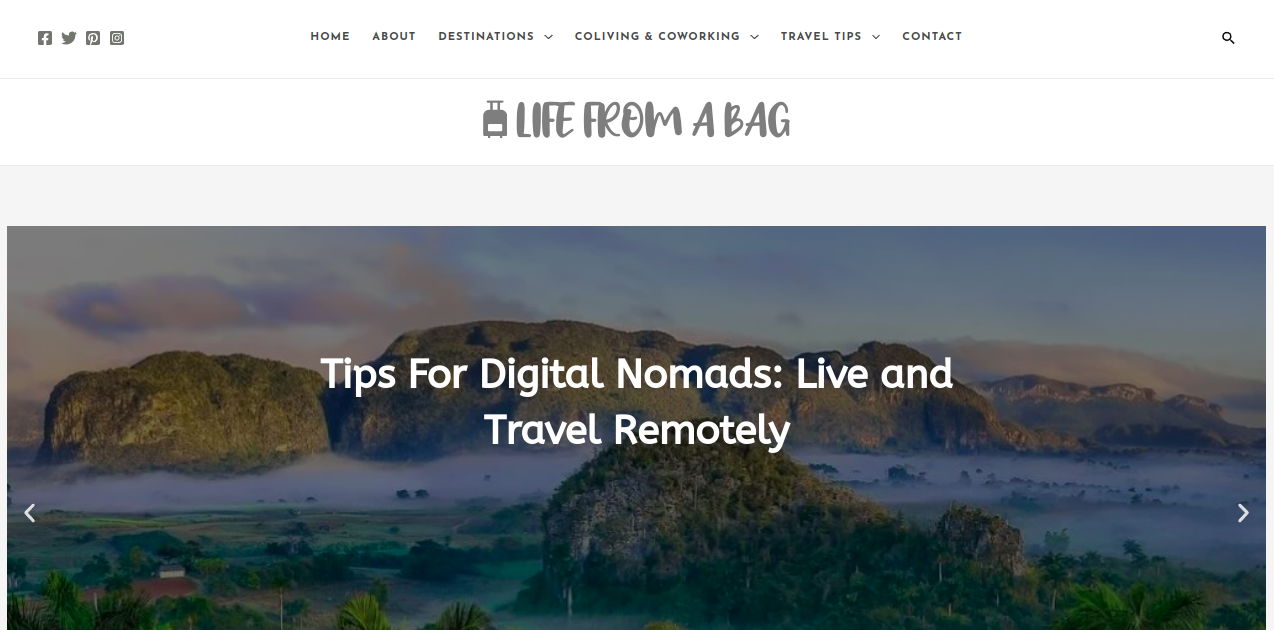 HOME ABOUT DESTINATIONS COLIVING & COWORKING TRAVEL TIPS CONTACT
LIFE FROM A BAG
Tips For Digital Nomads: Live and
Travel Remotely